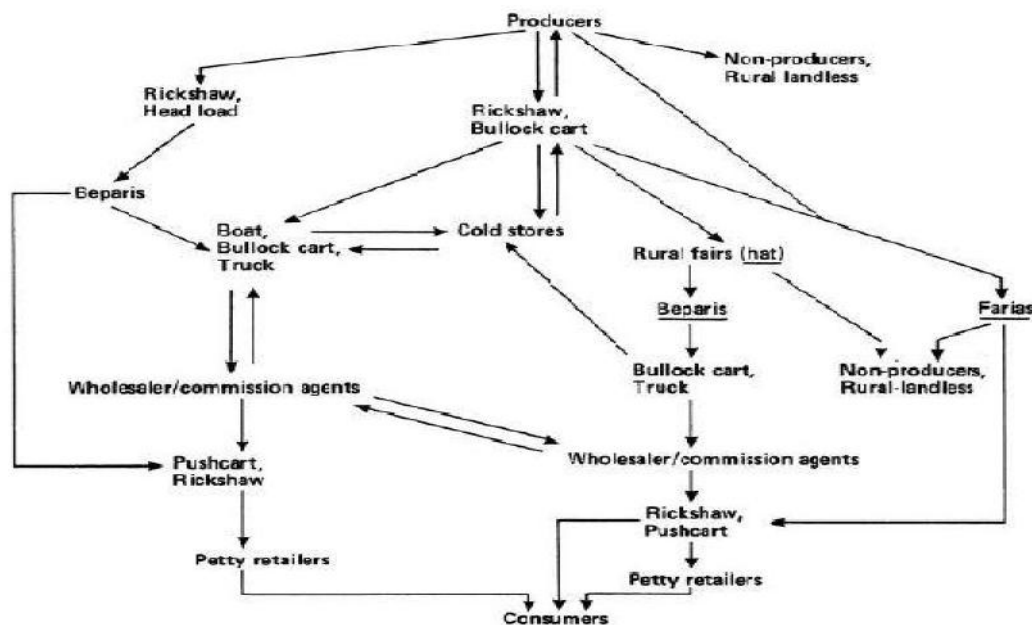 Producers
Non-producers,
Rural landless
Rickshaw,
Head load
Rickshaw,
Bullock cart
Beparis
Boat,
Bullock cart,
Truck
Cold stores
Rural fairs (hat)
Beparis
Farias
Bullock cart,
Truck
Non-producers,
Rural-landless
Wholesaler/commission agents
Wholesaler/commission agents
Pushcart,
Rickshaw
Rickshaw,
Pushcart
Petty retailers
Petty retailers
Consumers